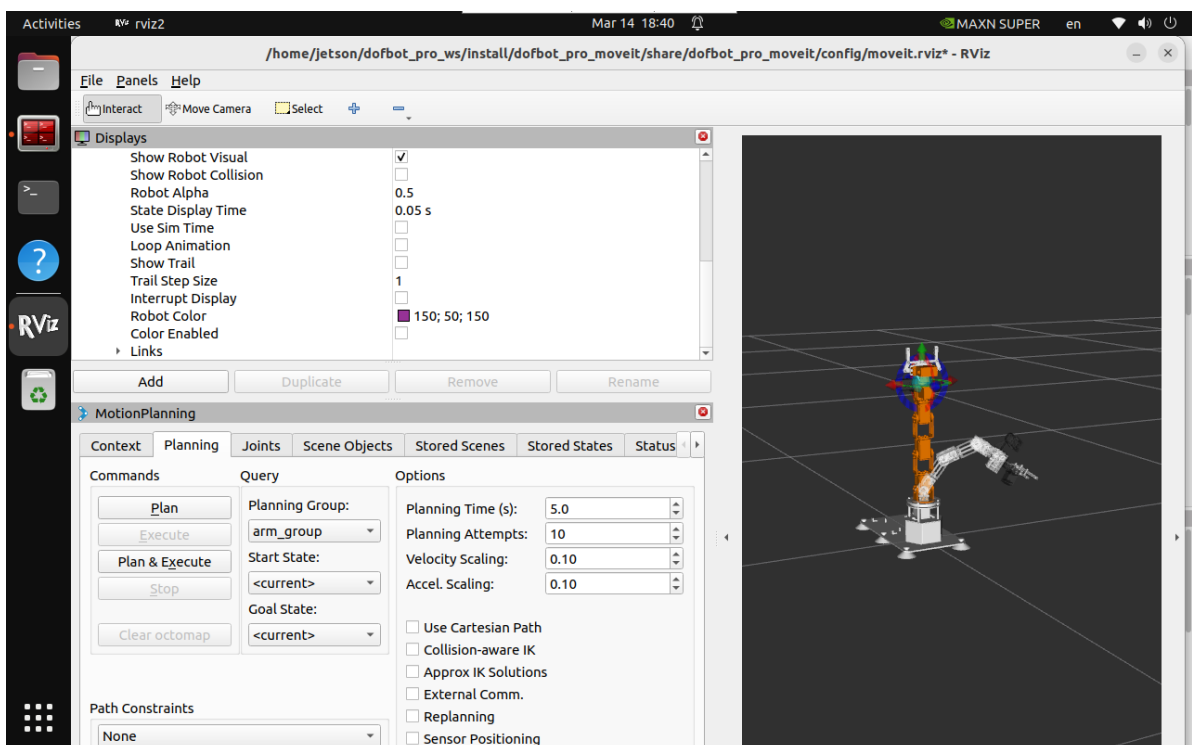 Activities RViz rviz2 Mar 14 18:40 MAXN SUPER en
/home/jetson/dofbot_pro_ws/install/dofbot_pro_moveit/share/dofbot_pro_moveit/config/moveit.rviz* - RViz
File Panels Help
Interact Move Camera Select
Displays
Show Robot Visual
Show Robot Collision
Robot Alpha 0.5
State Display Time 0.05 s
Use Sim Time
Loop Animation
Show Trail
Trail Step Size 1
Interrupt Display
Robot Color 150; 50; 150
Color Enabled
Links
RViz
Add Duplicate Remove Rename
MotionPlanning
Context Planning Joints Scene Objects Stored Scenes Stored States Status
Commands Query Options
Plan
Execute
Plan & Execute
Stop
Clear octomap
Planning Group:
arm_group
Start State:
<current>
Goal State:
<current>
Planning Time (s): 5.0
Planning Attempts: 10
Velocity Scaling: 0.10
Accel. Scaling: 0.10
Use Cartesian Path
Collision-aware IK
Approx IK Solutions
External Comm.
Replanning
Sensor Positioning
Path Constraints
None